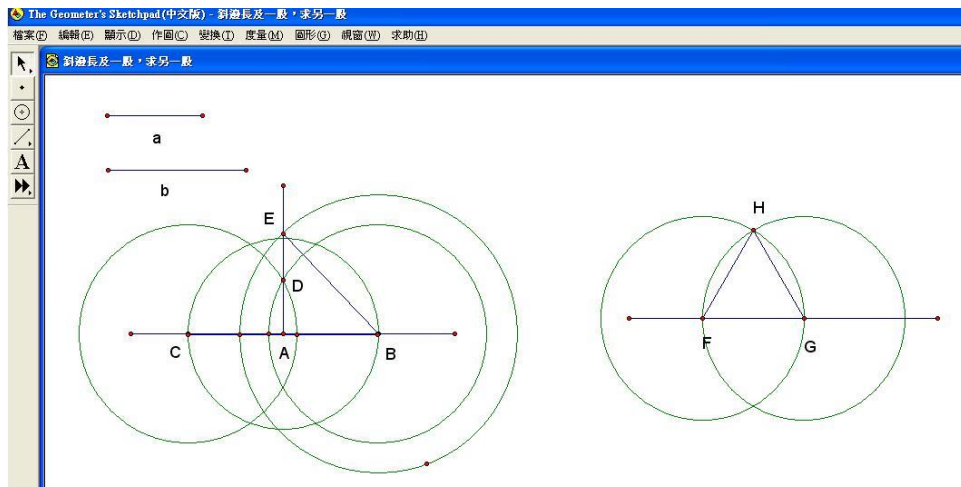 The Geometer's Sketchpad(中文版) - 斜邊長及一股，求另一股
檔案(F) 編輯(E) 顯示(D) 作圖(C) 變換(T) 度量(M) 圖形(G) 視窗(W) 求助(H)
斜邊長及一股，求另一股
A
a
b
E
D
C A B
H
F G